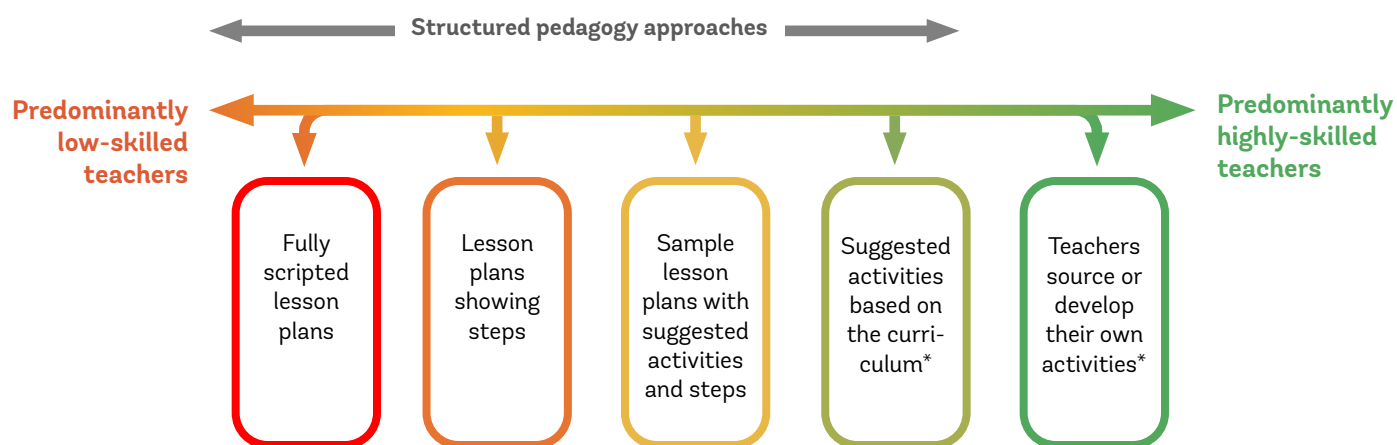 Structured pedagogy approaches
Predominantly
low-skilled
teachers
Predominantly
highly-skilled
teachers
Fully
scripted
lesson
plans
Lesson
plans
showing
steps
Sample
lesson
plans with
suggested
activities
and steps
Suggested
activities
based on
the curri-
culum*
Teachers
source or
develop
their own
activities*